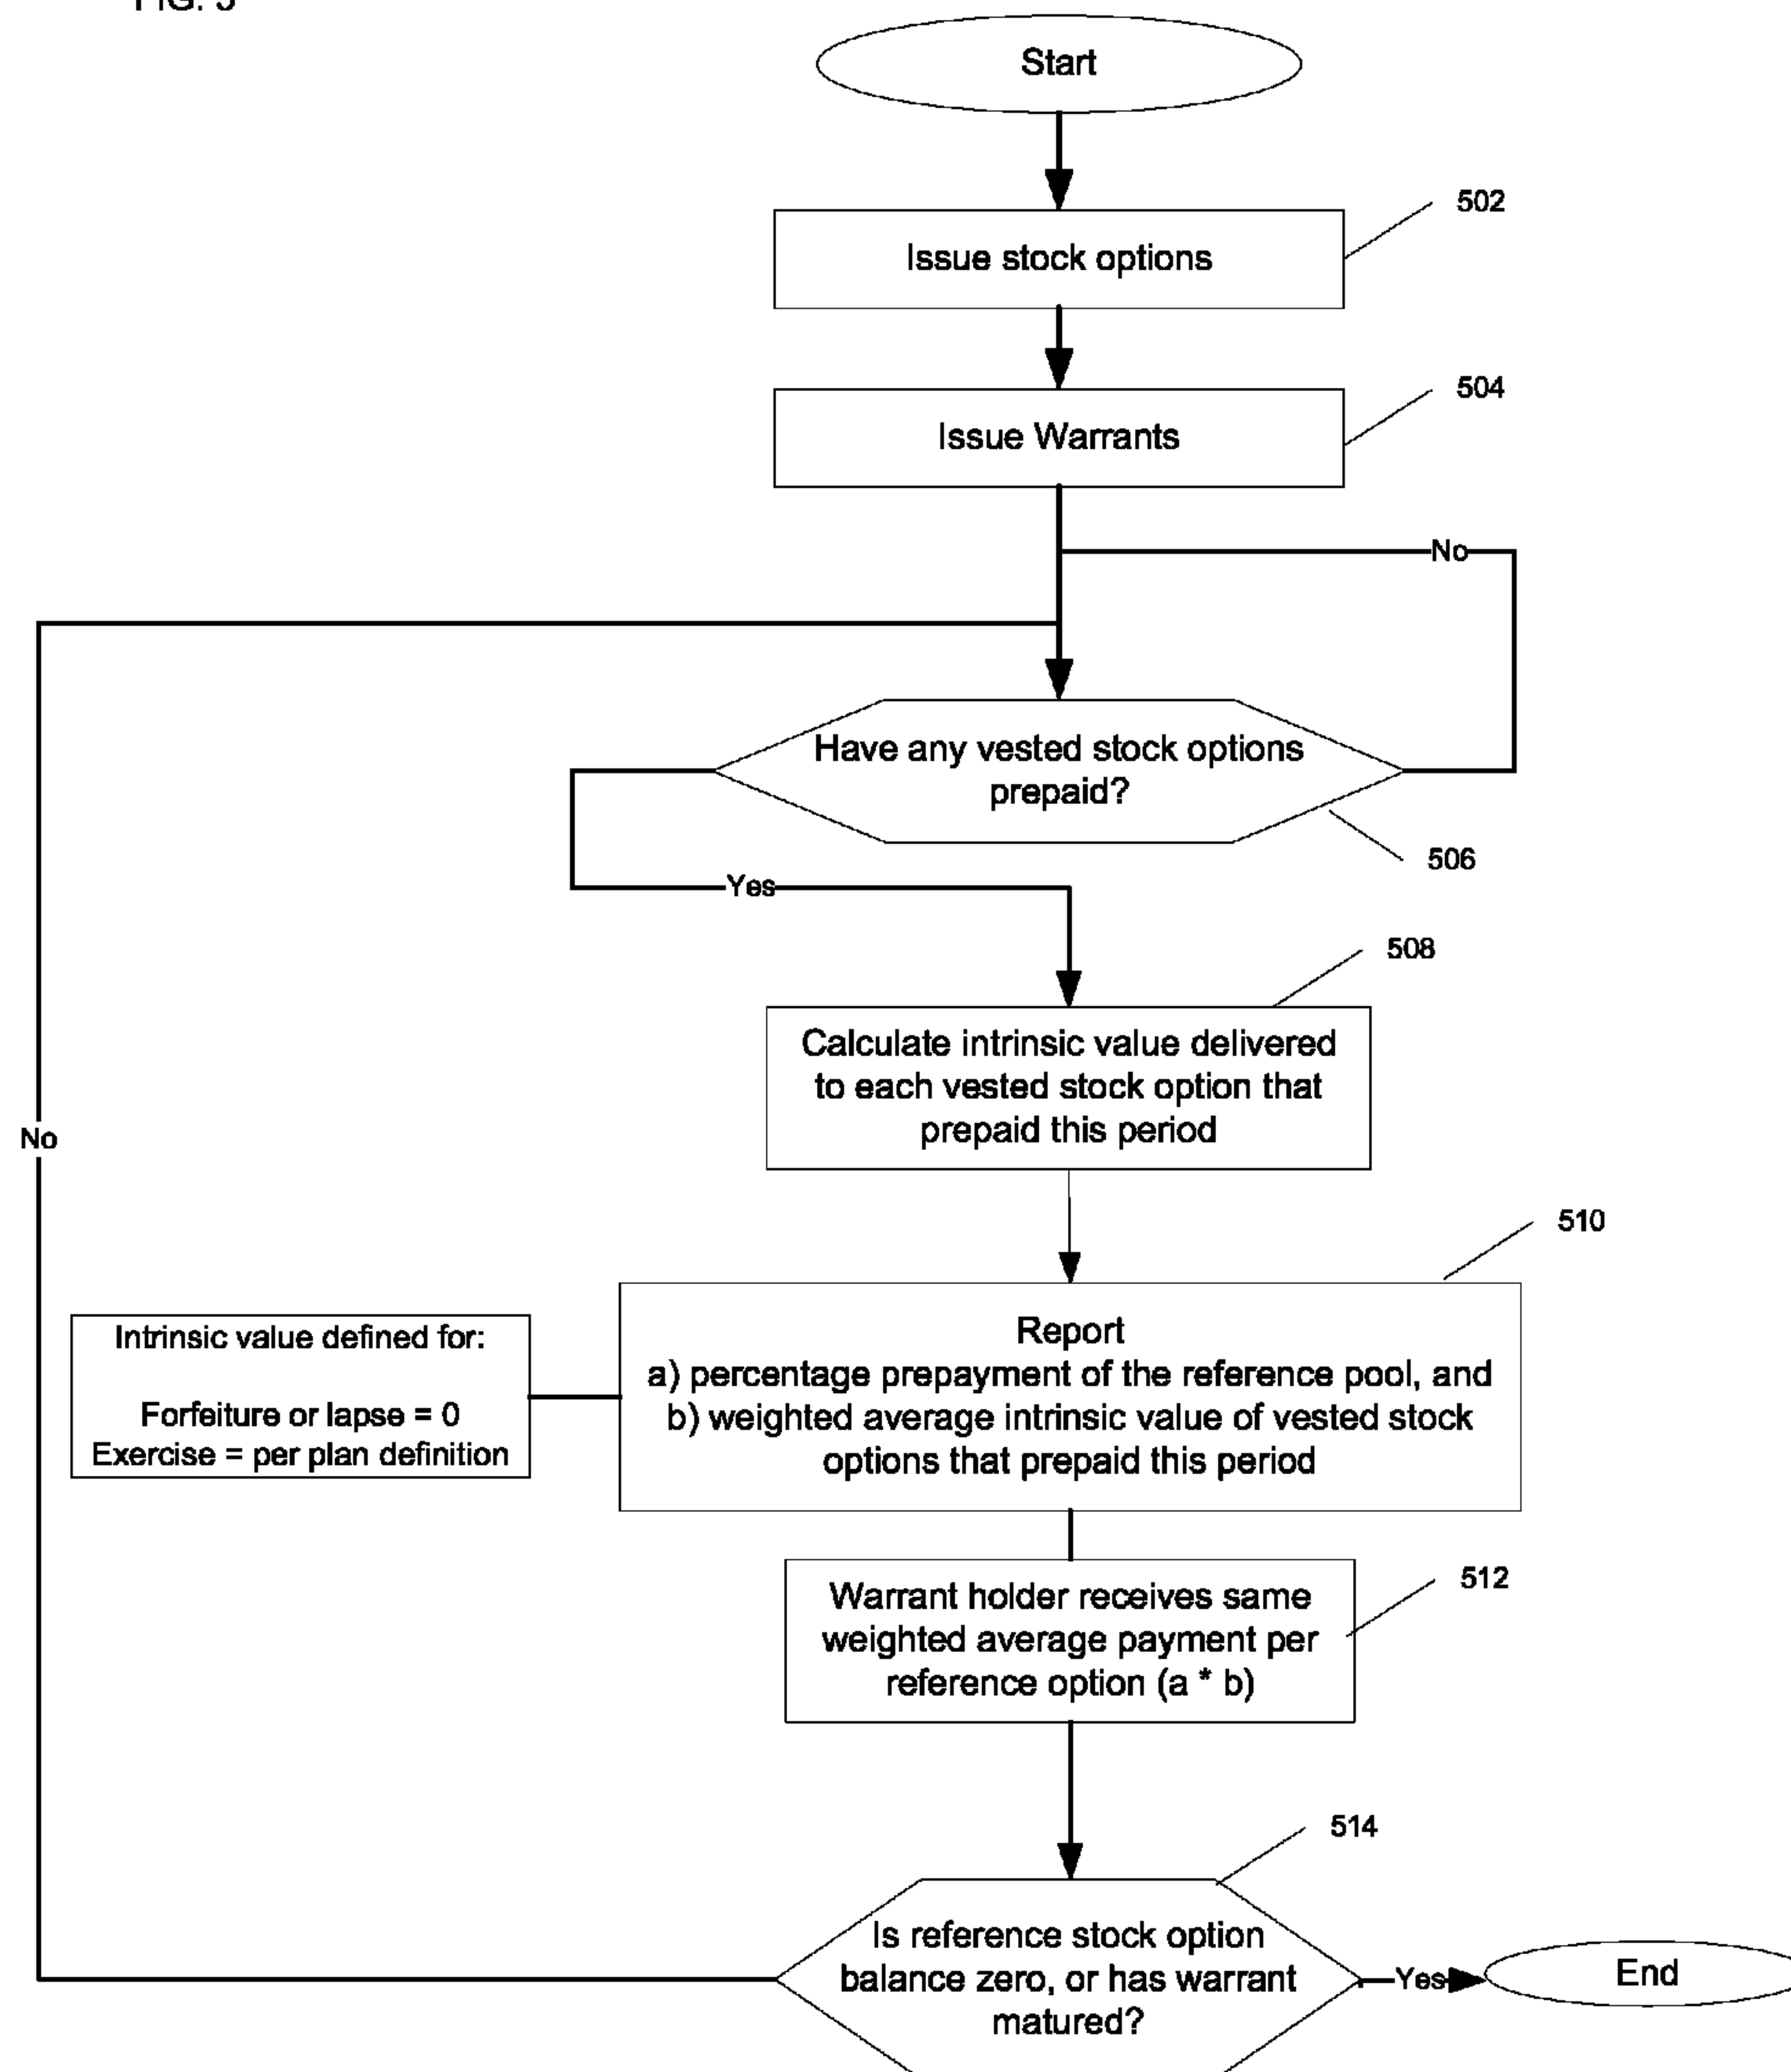 Start
502
Issue stock options
504
Issue Warrants
No
Have any vested stock options
prepaid?
506
Yes
508
Calculate intrinsic value delivered
to each vested stock option that
prepaid this period
No
510
Report
a) percentage prepayment of the reference pool, and
b) weighted average intrinsic value of vested stock
options that prepaid this period
Intrinsic value defined for:
Forfeiture or lapse = 0
Exercise = per plan definition
512
Warrant holder receives same
weighted average payment per
reference option (a * b)
514
Is reference stock option
balance zero, or has warrant
matured?
Yes
End